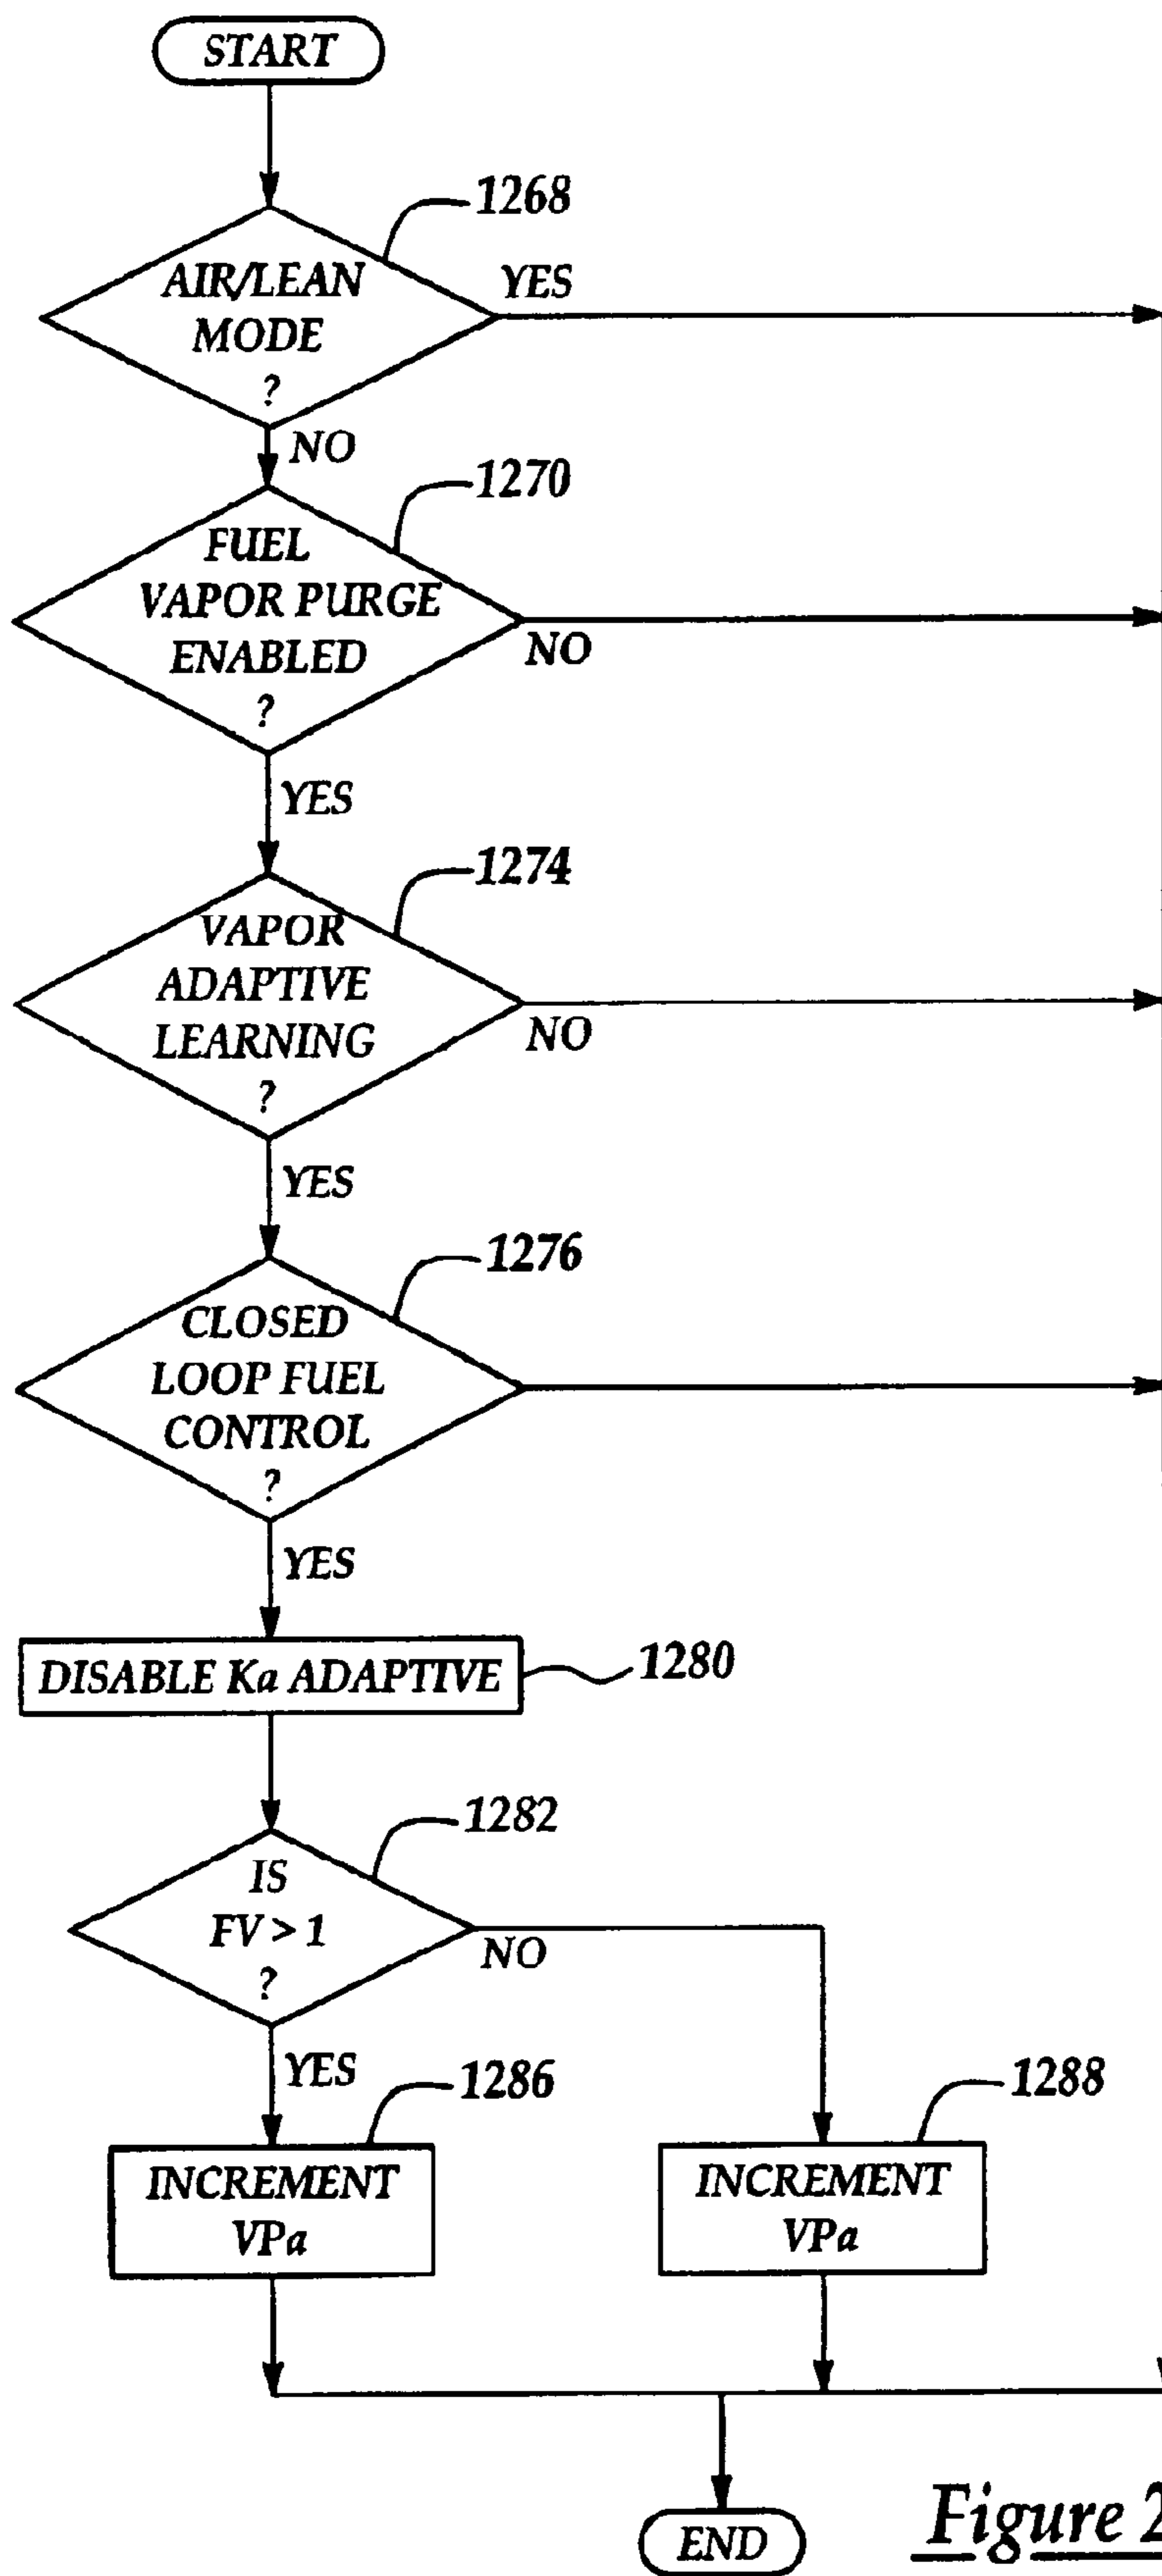 START
1268
AIR/LEAN
MODE
?
YES
NO
1270
FUEL
VAPOR PURGE
ENABLED
?
NO
YES
1274
VAPOR
ADAPTIVE
LEARNING
?
NO
YES
1276
CLOSED
LOOP FUEL
CONTROL
?
YES
DISABLE Ka ADAPTIVE
1280
1282
IS
FV > 1
?
NO
YES
1286
1288
INCREMENT
VPa
INCREMENT
VPa
END
Figure 2